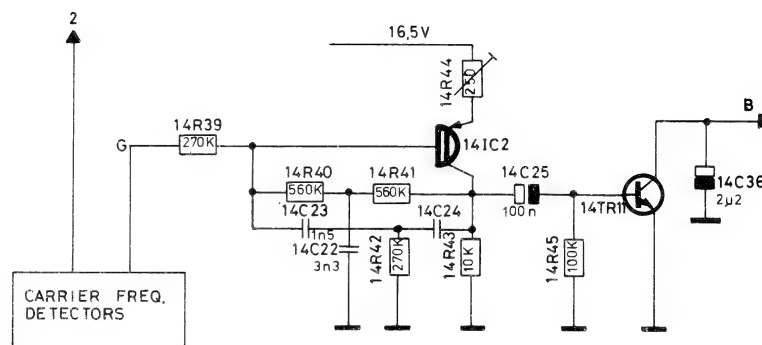 2
16,5V
14R44
250
B
14R39
G
270K
14IC2
14R40
14R41
14C25
560K
560K
14C36
14C23
14C24
100n
14TR11
2µ2
1n5
3
14C22
3n3
14R42
270K
14R43
10K
14R45
100K
CARRIER FREQ.
DETECTORS